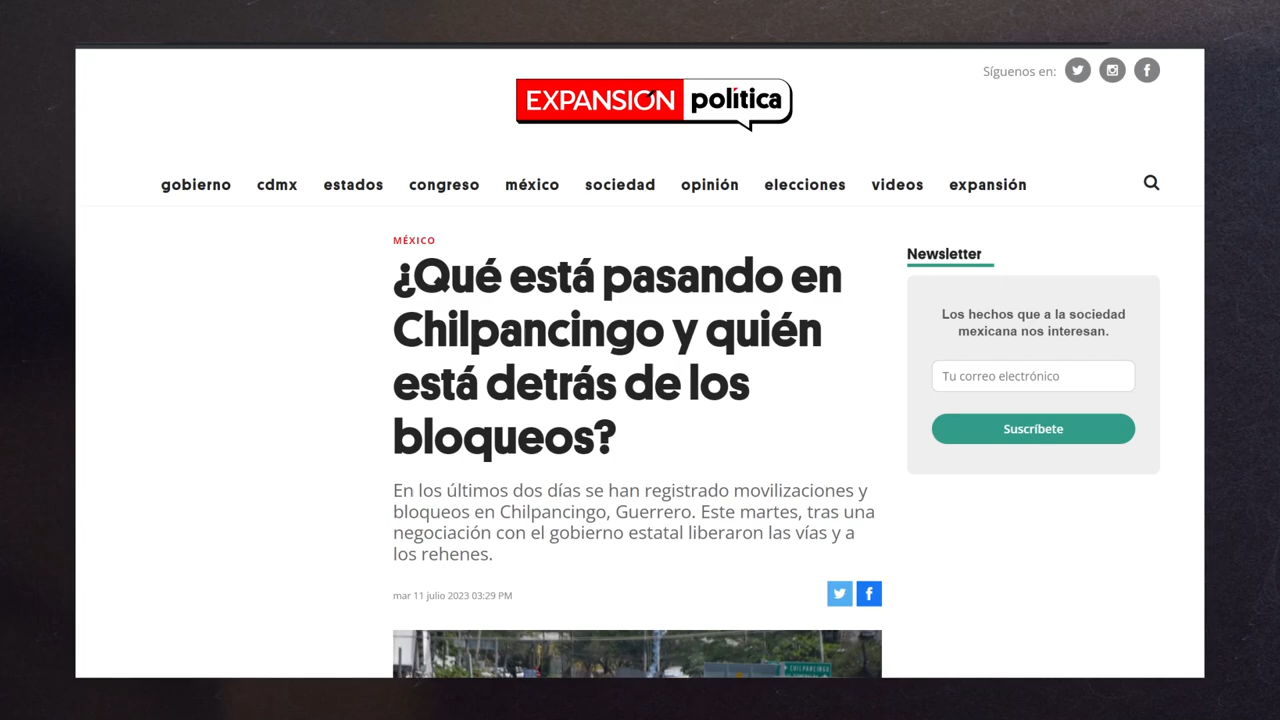 Síguenos en:
EXPANSIÓN política
gobierno cdmx estados congreso méxico sociedad opinión elecciones videos expansión
MÉXICO
¿Qué está pasando en
Chilpancingo y quién
está detrás de los
bloqueos?
En los últimos dos días se han registrado movilizaciones y
bloqueos en Chilpancingo, Guerrero. Este martes, tras una
negociación con el gobierno estatal liberaron las vías y a
los rehenes.
mar 11 julio 2023 03:29 PM
Newsletter
Los hechos que a la sociedad
mexicana nos interesan.
Tu correo electrónico
Suscríbete
CHILPANCINGO